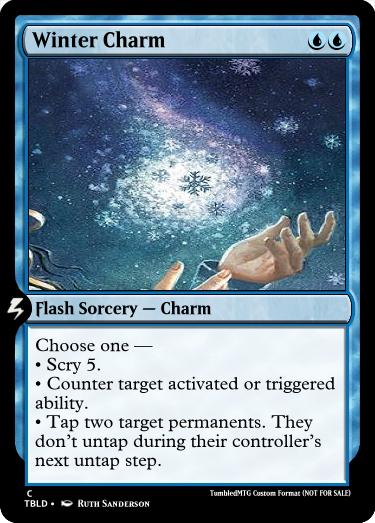 Winter Charm
Flash Sorcery — Charm
Choose one —
• Scry 5.
• Counter target activated or triggered
ability.
• Tap two target permanents. They
don't untap during their controller's
next untap step.
C
TBLD • Ruth Sanderson
TumbledMTG Custom Format (NOT FOR SALE)